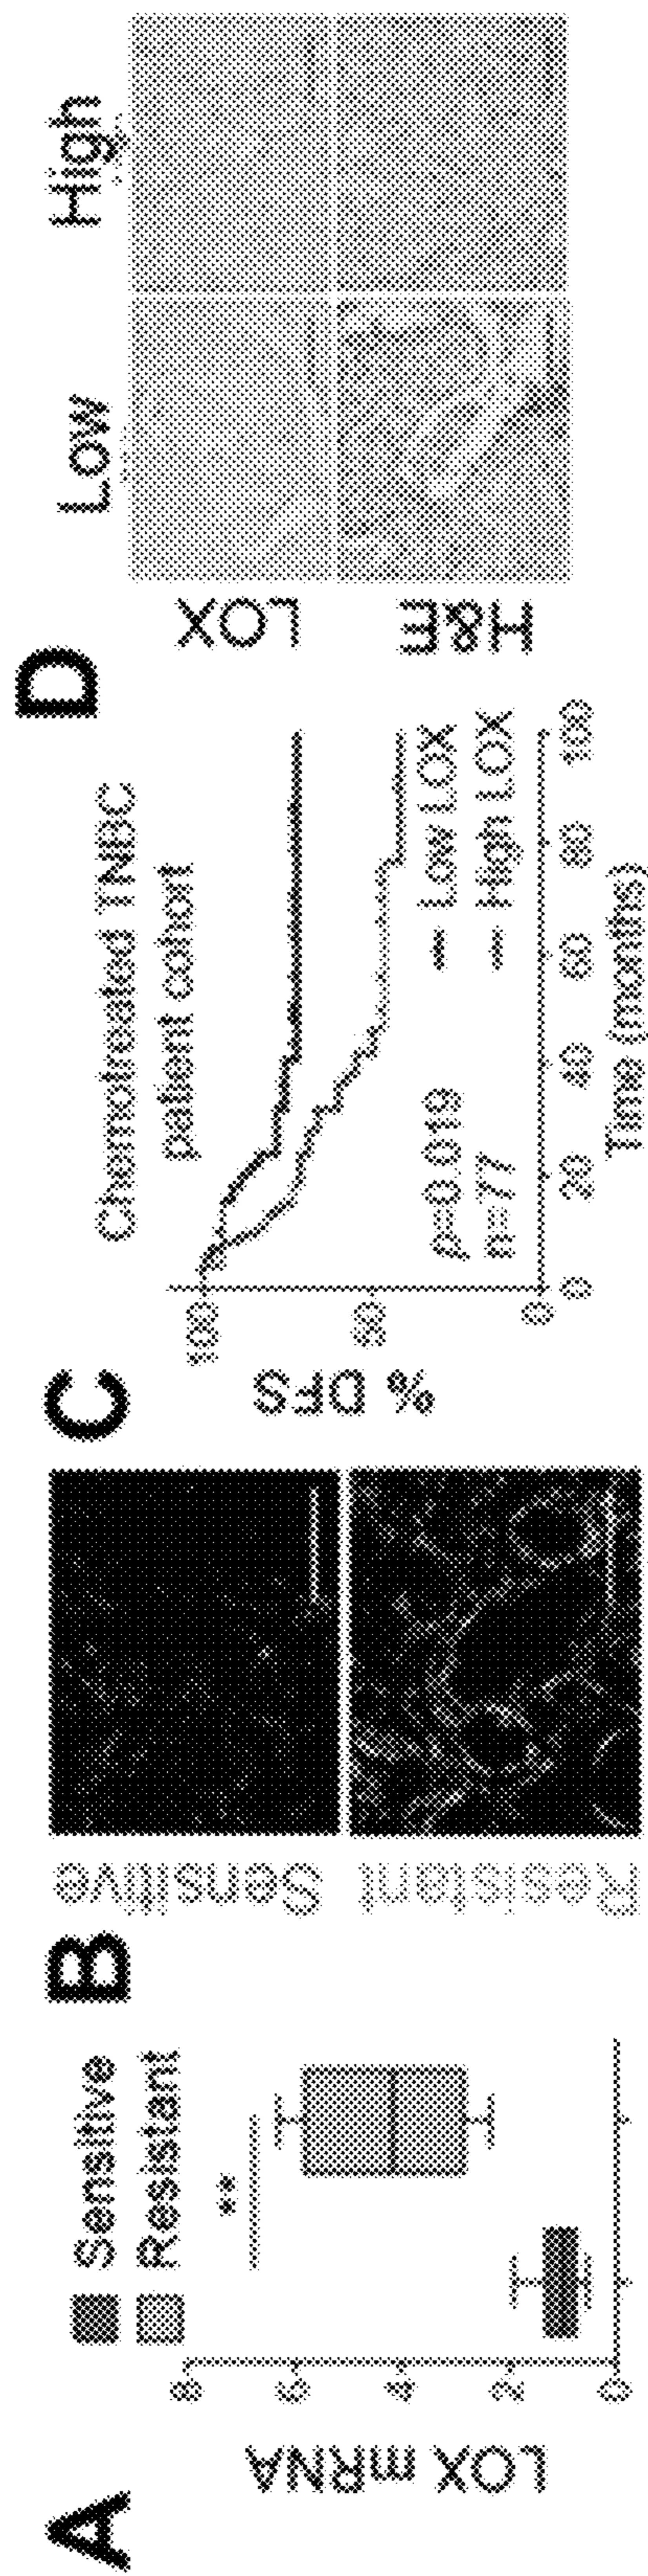 A
LOX mRNA
8
6
4
2
0
Sensitive
Resistant
**
B
Sensitive
Resistant
C
Chemotreated TNBC
patient cohort
% DFS
100
50
0
p=0.019
n=77
Low LOX
High LOX
0
20
40
60
80
100
Time (months)
D
Low
High
LOX
H&E